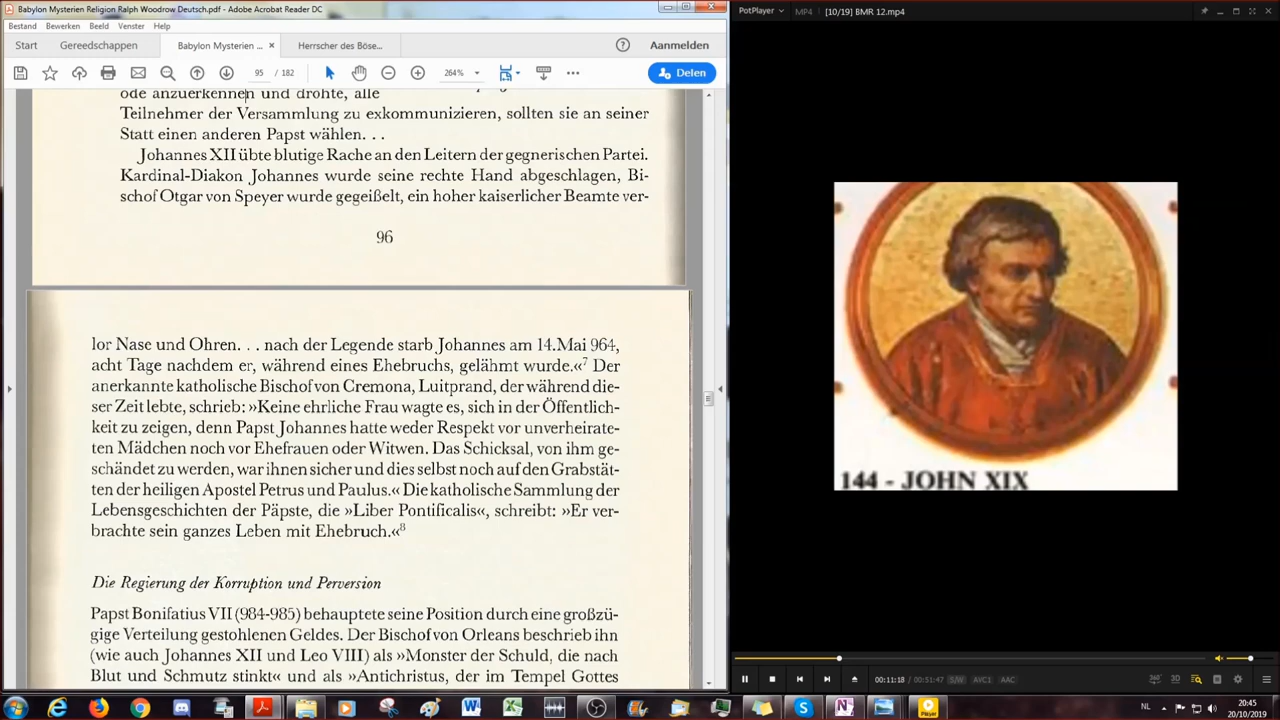 Babylon Mysterien Religion Ralph Woodrow Deutsch.pdf - Adobe Acrobat Reader DC
Bestand Bewerken Beeld Venster Help
Start Gereedschappen Babylon Mysterien ... × Herrscher des Böse... Aanmelden
95 / 182 264% Delen
ode anzuerkennen und drohte, alle
Teilnehmer der Versammlung zu exkommunizieren, sollten sie an seiner
Statt einen anderen Papst wählen. . .
Johannes XII übte blutige Rache an den Leitern der gegnerischen Partei.
Kardinal-Diakon Johannes wurde seine rechte Hand abgeschlagen, Bi-
schof Otgar von Speyer wurde gegeißelt, ein hoher kaiserlicher Beamte ver-
96
lor Nase und Ohren. . . nach der Legende starb Johannes am 14.Mai 964,
acht Tage nachdem er, während eines Ehebruchs, gelähmt wurde.«7 Der
anerkannte katholische Bischof von Cremona, Luitprand, der während die-
ser Zeit lebte, schrieb: »Keine ehrliche Frau wagte es, sich in der Öffentlich-
keit zu zeigen, denn Papst Johannes hatte weder Respekt vor unverheirate-
ten Mädchen noch vor Ehefrauen oder Witwen. Das Schicksal, von ihm ge-
schändet zu werden, war ihnen sicher und dies selbst noch auf den Grabstät-
ten der heiligen Apostel Petrus und Paulus.« Die katholische Sammlung der
Lebensgeschichten der Päpste, die »Liber Pontificalis«, schreibt: »Er ver-
brachte sein ganzes Leben mit Ehebruch.«8
Die Regierung der Korruption und Perversion
Papst Bonifatius VII (984-985) behauptete seine Position durch eine großzü-
gige Verteilung gestohlenen Geldes. Der Bischof von Orleans beschrieb ihn
(wie auch Johannes XII und Leo VIII) als »Monster der Schuld, die nach
Blut und Schmutz stinkt« und als »Antichristus, der im Tempel Gottes
PotPlayer MP4 [10/19] BMR 12.mp4
144 - JOHN XIX
00:11:18 / 00:51:47 S/W AVC1 AAC
3D
NL 20:45
20/10/2019